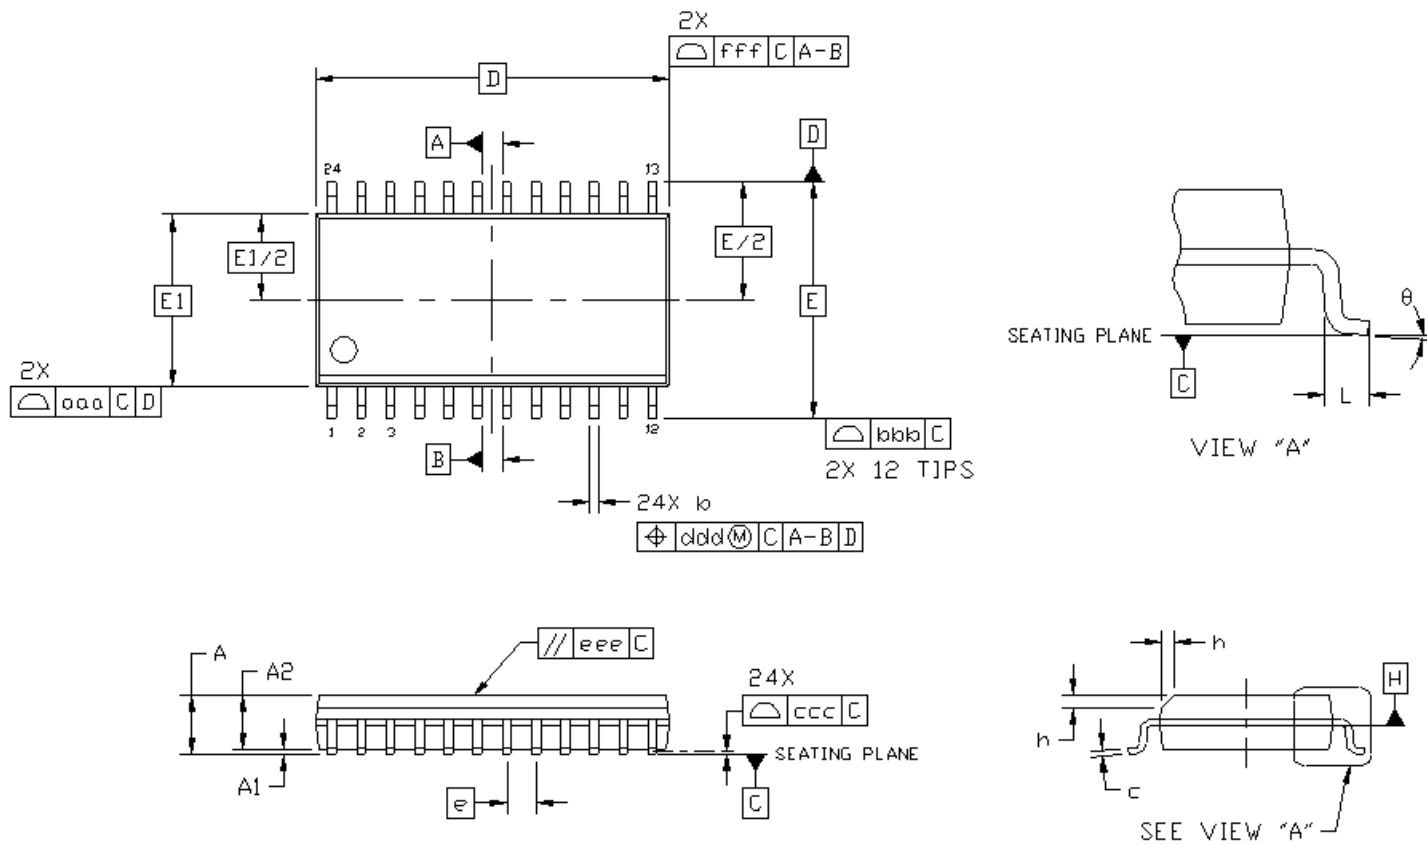 2X
⌓ fff C A-B
D
A
D
24
13
E1/2
E/2
E1
E
2X
⌓ aaa C D
1 2 3
12
B
⌓ bbb C
2X 12 TIPS
24X b
⌖ ddd Ⓜ C A-B D
θ
SEATING PLANE
C
L
VIEW "A"
// eee C
A
A2
24X
⌓ ccc C
SEATING PLANE
A1
e
C
h
H
h
c
SEE VIEW "A"